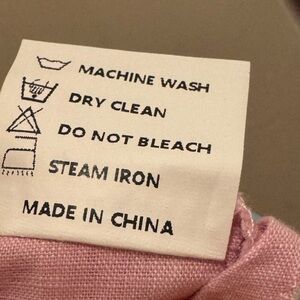 MACHINE WASH
DRY CLEAN
DO NOT BLEACH
STEAM IRON
MADE IN CHINA